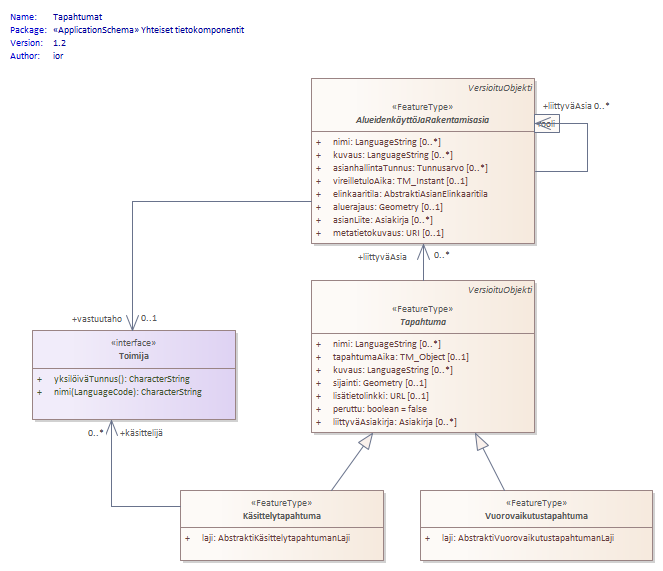 Name: Tapahtumat
Package: «ApplicationSchema» Yhteiset tietokomponentit
Version: 1.2
Author: ior
VersioituObjekti
«FeatureType»
AlueidenkäyttöJaRakentamisasia
+ nimi: LanguageString [0..*]
+ kuvaus: LanguageString [0..*]
+ asianhallintaTunnus: Tunnusarvo [0..*]
+ vireilletuloAika: TM_Instant [0..1]
+ elinkaaritila: AbstraktiAsianElinkaaritila
+ aluerajaus: Geometry [0..1]
+ asianLiite: Asiakirja [0..*]
+ metatietokuvaus: URI [0..1]
+liittyväAsia 0..*
+liittyväAsia 0..*
VersioituObjekti
«FeatureType»
Tapahtuma
+ nimi: LanguageString [0..*]
+ tapahtumaAika: TM_Object [0..1]
+ kuvaus: LanguageString [0..*]
+ sijainti: Geometry [0..1]
+ lisätietolinkki: URL [0..1]
+ peruttu: boolean = false
+ liittyväAsiakirja: Asiakirja [0..*]
+vastuutaho 0..1
«interface»
Toimija
+ yksilöiväTunnus(): CharacterString
+ nimi(LanguageCode): CharacterString
0..* +käsittelijä
«FeatureType»
Käsittelytapahtuma
+ laji: AbstraktiKäsittelytapahtumanLaji
«FeatureType»
Vuorovaikutustapahtuma
+ laji: AbstraktiVuorovaikutustapahtumanLaji